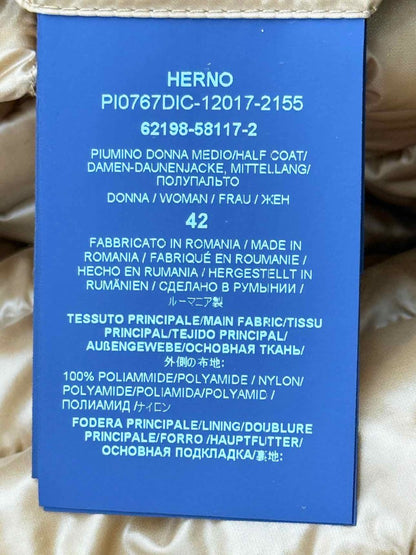 HERNO
PI0767DIC-12017-2155
62198-58117-2
PIUMINO DONNA MEDIO/HALF COAT/
DAMEN-DAUNENJACKE, MITTELLANG/
ПОЛУПАЛЬТО
DONNA / WOMAN / FRAU / ЖЕН
42
FABBRICATO IN ROMANIA / MADE IN
ROMANIA / FABRIQUÉ EN ROUMANIE /
HECHO EN RUMANIA / HERGESTELLT IN
RUMÄNIEN / СДЕЛАНО В РУМЫНИИ /
ルーマニア製
TESSUTO PRINCIPALE/MAIN FABRIC/TISSU
PRINCIPAL/TEJIDO PRINCIPAL/
AUßENGEWEBE/ОСНОВНАЯ ТКАНЬ/
外側の布地:
100% POLIAMMIDE/POLYAMIDE / NYLON/
POLYAMIDE/POLIAMIDA/POLYAMID /
ПОЛИАМИД /ナイロン
FODERA PRINCIPALE/LINING/DOUBLURE
PRINCIPALE/FORRO /HAUPTFUTTER/
ОСНОВНАЯ ПОДКЛАДКА/裏地: